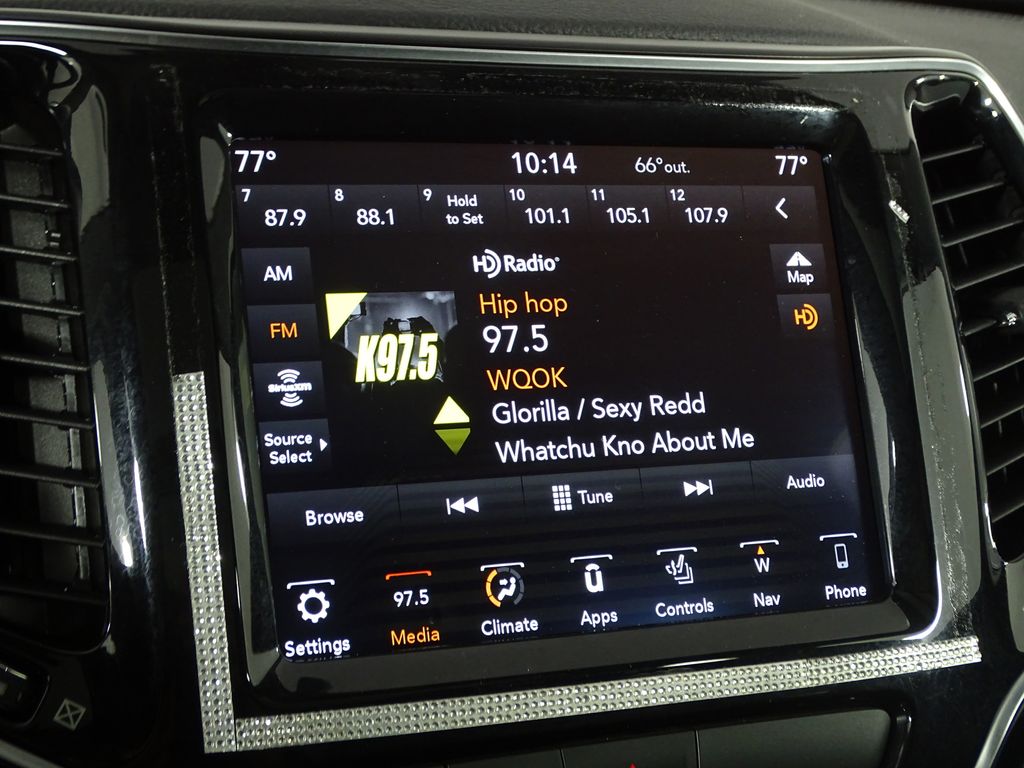 77° 10:14 66°out. 77°
7 8 9 10 11 12
87.9 88.1 Hold to Set 101.1 105.1 107.9
HD Radio
AM
Map
Hip hop
FM
HD
97.5
K97.5
WQOK
SiriusXM
Glorilla / Sexy Redd
Source Select
Whatchu Kno About Me
Browse Tune Audio
97.5 W
Settings Media Climate Apps Controls Nav Phone